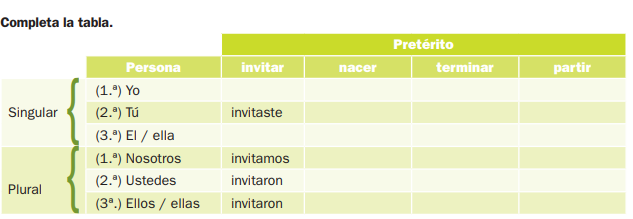 Completa la tabla.
Pretérito
Persona invitar nacer terminar partir
Singular
(1.ª) Yo
(2.ª) Tú invitaste
(3.ª) El / ella
Plural
(1.ª) Nosotros invitamos
(2.ª) Ustedes invitaron
(3ª.) Ellos / ellas invitaron